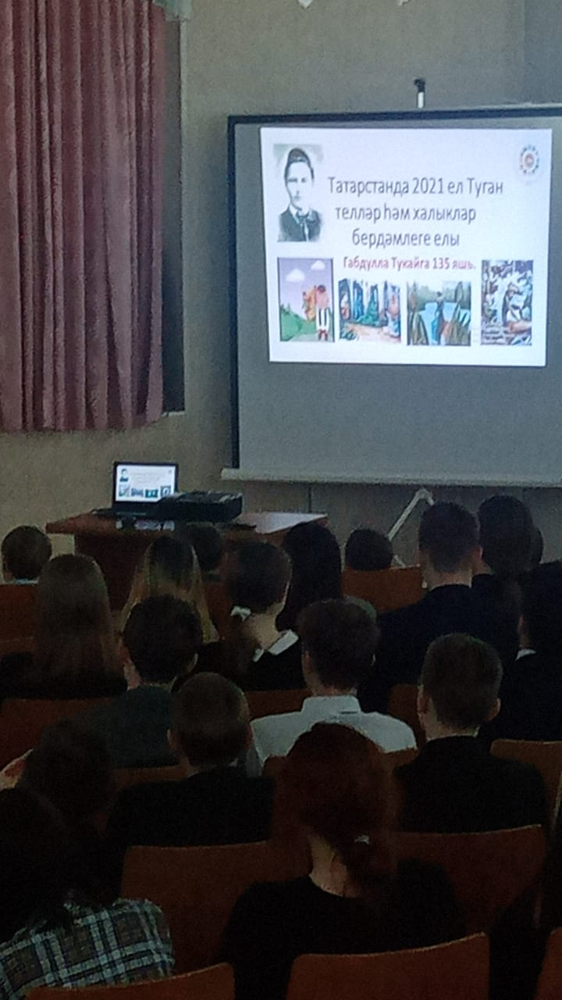 Татарстанда 2021 ел Туган
телләр һәм халыклар
бердәмлеге елы
Габдулла Тукайга 135 яшь.